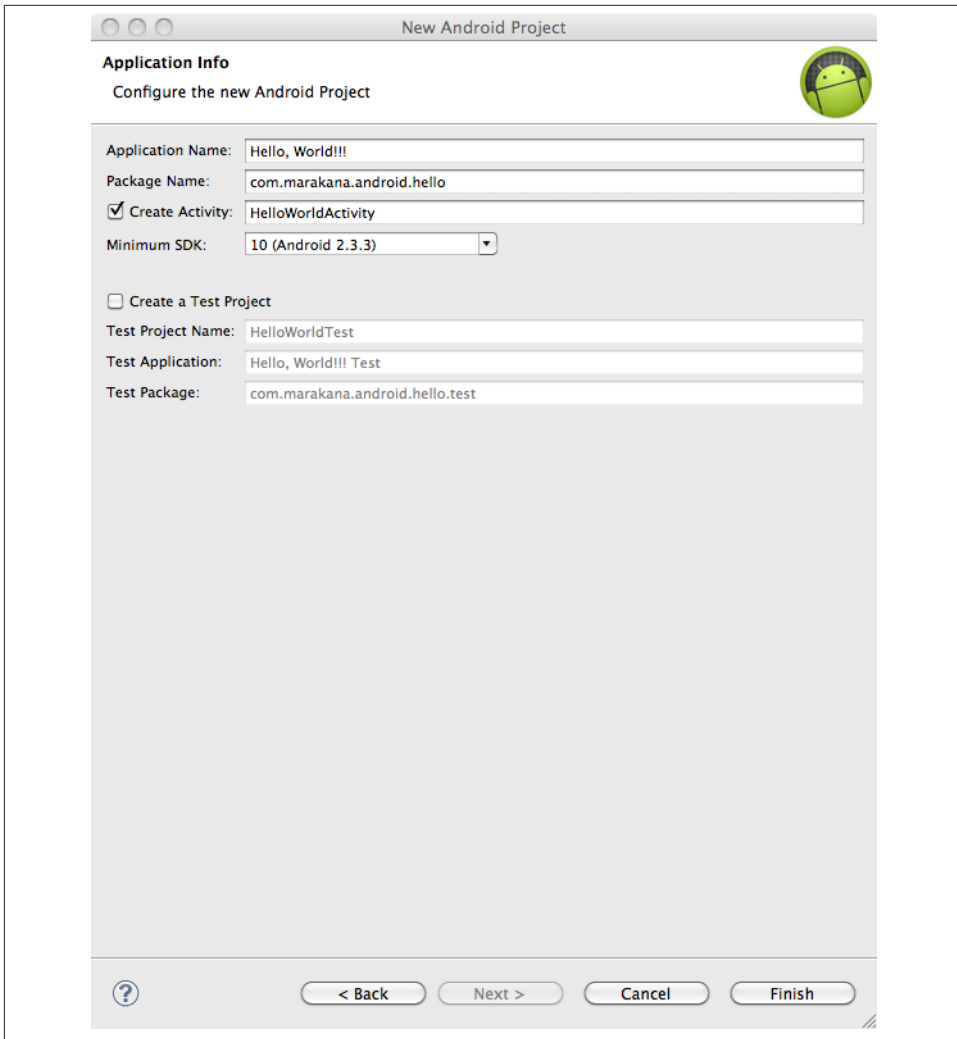 New Android Project
Application Info
Configure the new Android Project
Application Name: Hello, World!!!
Package Name: com.marakana.android.hello
Create Activity: HelloWorldActivity
Minimum SDK: 10 (Android 2.3.3)
Create a Test Project
Test Project Name: HelloWorldTest
Test Application: Hello, World!!! Test
Test Package: com.marakana.android.hello.test
? < Back Next > Cancel Finish